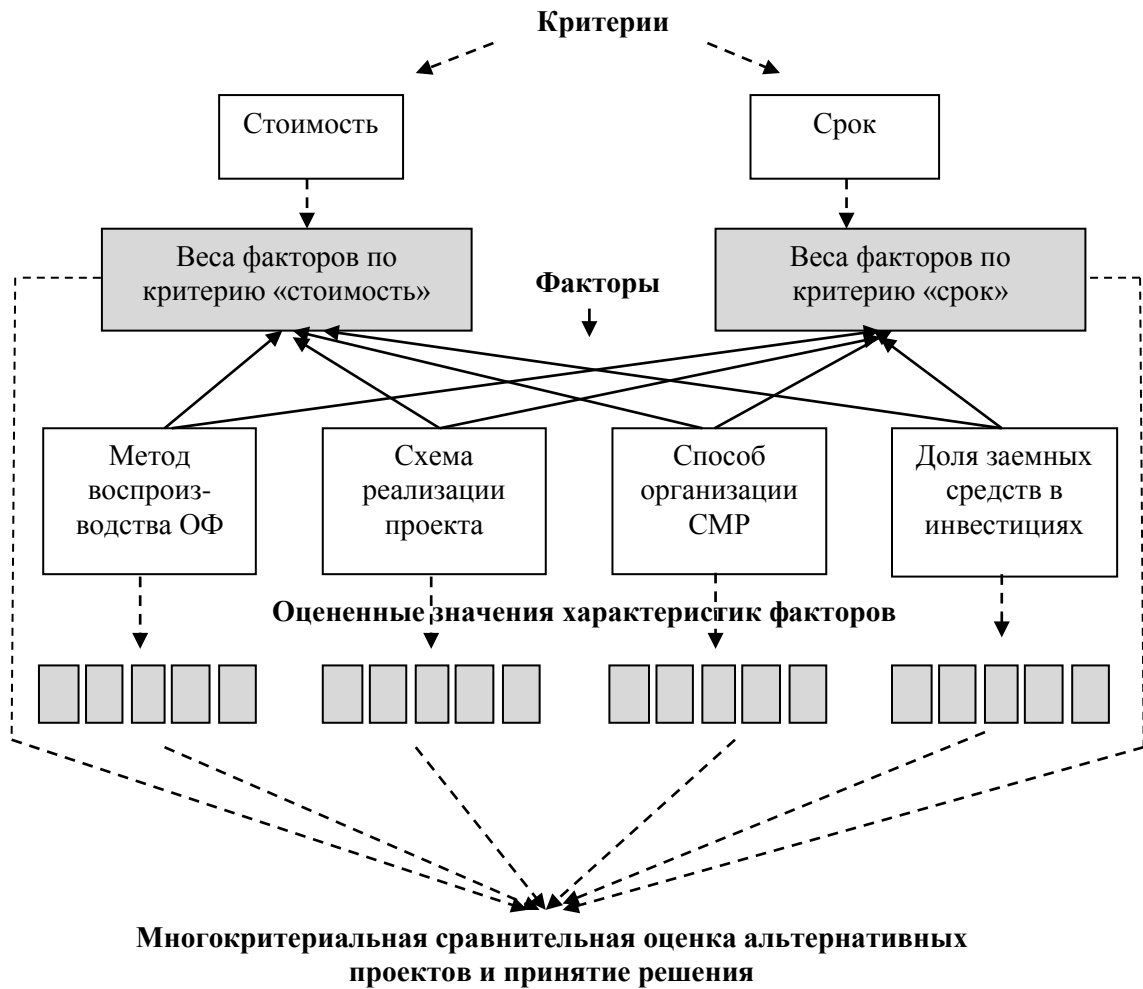 Критерии
Стоимость
Срок
Веса факторов по
критерию «стоимость»
Факторы
Веса факторов по
критерию «срок»
Метод
воспроиз-
водства ОФ
Схема
реализации
проекта
Способ
организации
СМР
Доля заемных
средств в
инвестициях
Оцененные значения характеристик факторов
Многокритериальная сравнительная оценка альтернативных
проектов и принятие решения